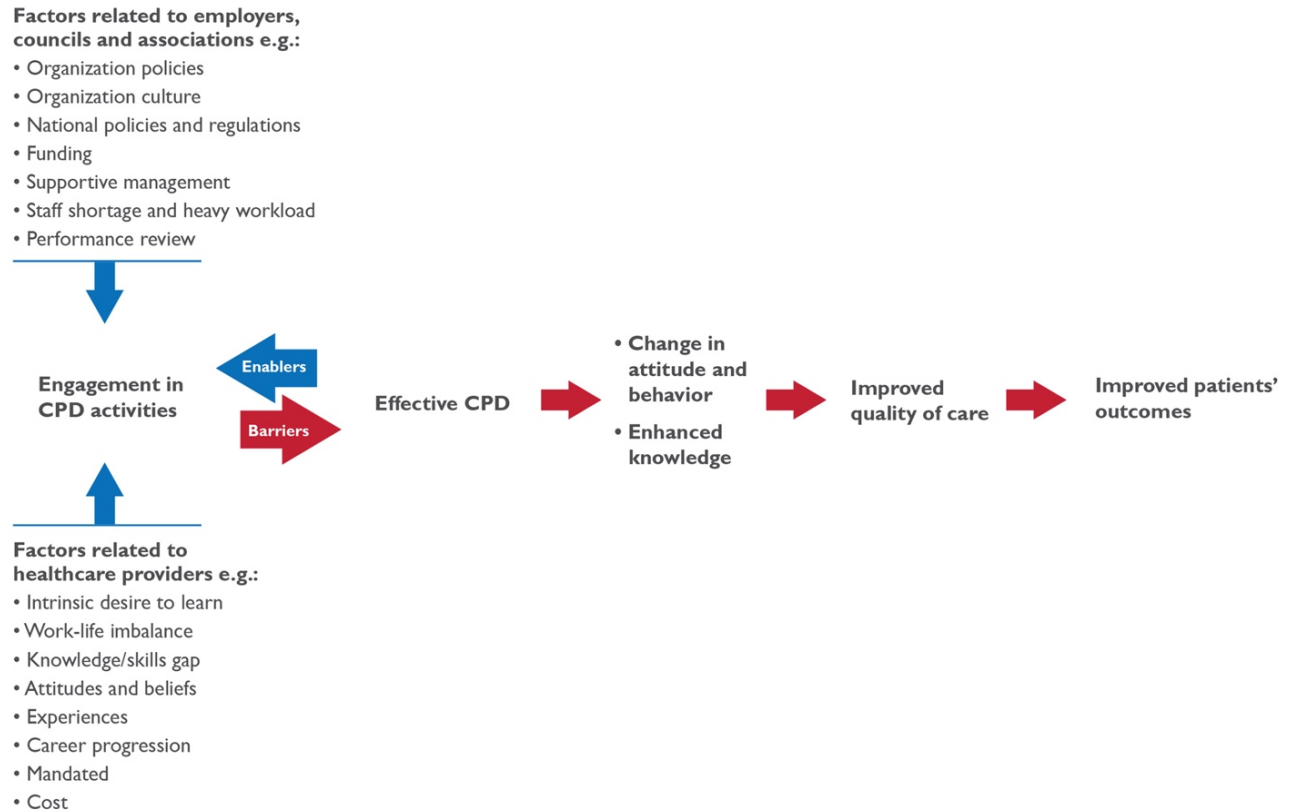 Factors related to employers,
councils and associations e.g.:
• Organization policies
• Organization culture
• National policies and regulations
• Funding
• Supportive management
• Staff shortage and heavy workload
• Performance review
Engagement in
CPD activities
Enablers
Barriers
Effective CPD
• Change in
attitude and
behavior
• Enhanced
knowledge
Improved
quality of care
Improved patients’
outcomes
Factors related to
healthcare providers e.g.:
• Intrinsic desire to learn
• Work-life imbalance
• Knowledge/skills gap
• Attitudes and beliefs
• Experiences
• Career progression
• Mandated
• Cost